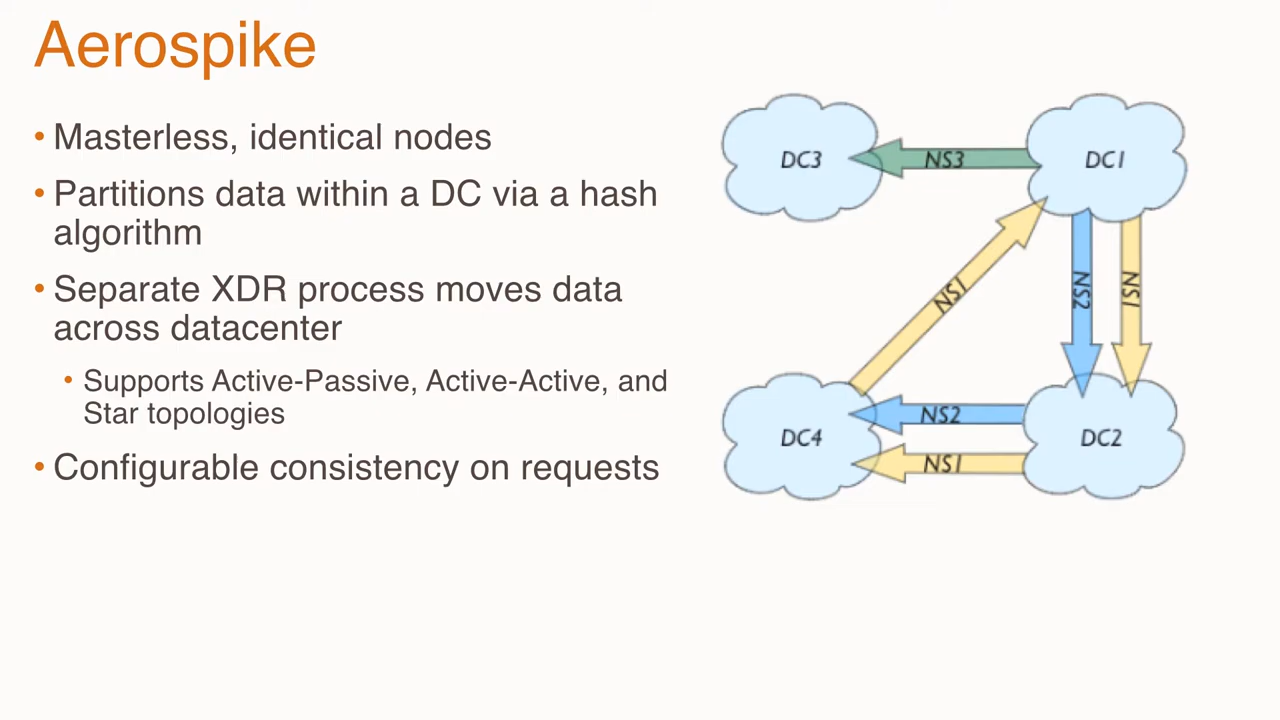 Aerospike
• Masterless, identical nodes
• Partitions data within a DC via a hash
algorithm
• Separate XDR process moves data
across datacenter
• Supports Active-Passive, Active-Active, and
Star topologies
• Configurable consistency on requests
DC3
NS3
DC1
NS1
NS2
NS1
DC4
NS2
NS1
DC2